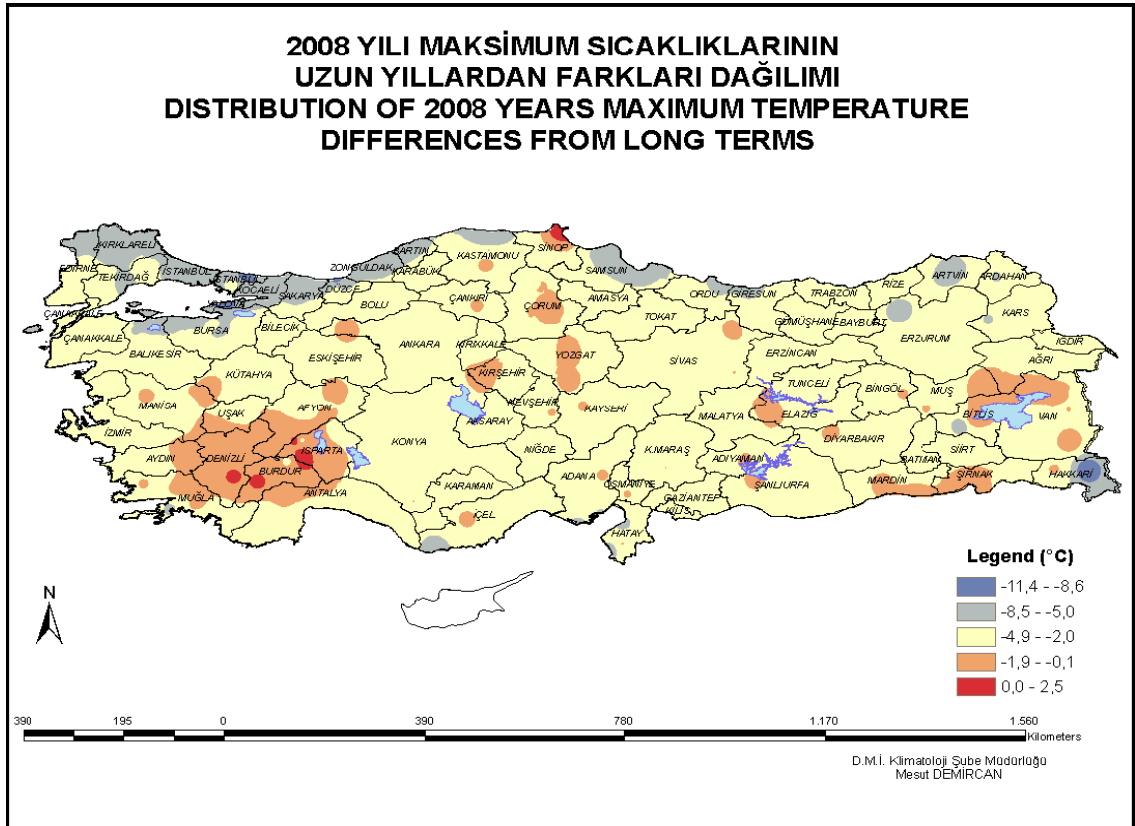 2008 YILI MAKSİMUM SICAKLIKLARININ
UZUN YILLARDAN FARKLARI DAĞILIMI
DISTRIBUTION OF 2008 YEARS MAXIMUM TEMPERATURE
DIFFERENCES FROM LONG TERMS
KIRKLARELİ
EDİRNE
TEKİRDAĞ
İSTANBUL
İSTANBUL
KOCAELİ
SAKARYA
DÜZCE
ZONGULDAK
BARTIN
KARABÜK
KASTAMONU
SİNOP
SAMSUN
ORDU
GİRESUN
TRABZON
RİZE
ARTVİN
ARDAHAN
ÇANAKKALE
ÇANAKKALE
BURSA
BİLECİK
BOLU
ÇANKIRI
ÇORUM
AMASYA
TOKAT
GÜMÜŞHANE
BAYBURT
ERZURUM
KARS
IĞDIR
BALIKESİR
KÜTAHYA
ESKİŞEHİR
ANKARA
KIRIKKALE
YOZGAT
SİVAS
ERZİNCAN
AĞRI
MANİSA
UŞAK
AFYON
KIRŞEHİR
NEVŞEHİR
KAYSERİ
MALATYA
TUNCELİ
ELAZIĞ
BİNGÖL
MUŞ
BİTLİS
VAN
İZMİR
AYDIN
DENİZLİ
BURDUR
ISPARTA
KONYA
AKSARAY
NİĞDE
K.MARAŞ
ADIYAMAN
DİYARBAKIR
BATMAN
SİİRT
ŞIRNAK
HAKKARİ
MUĞLA
ANTALYA
KARAMAN
İÇEL
ADANA
OSMANİYE
GAZİANTEP
KİLİS
ŞANLIURFA
MARDİN
HATAY
N
Legend (°C)
-11,4 - -8,6
-8,5 - -5,0
-4,9 - -2,0
-1,9 - -0,1
0,0 - 2,5
390 195 0 390 780 1.170 1.560
Kilometers
D.M.İ. Klimatoloji Şube Müdürlüğü
Mesut DEMİRCAN